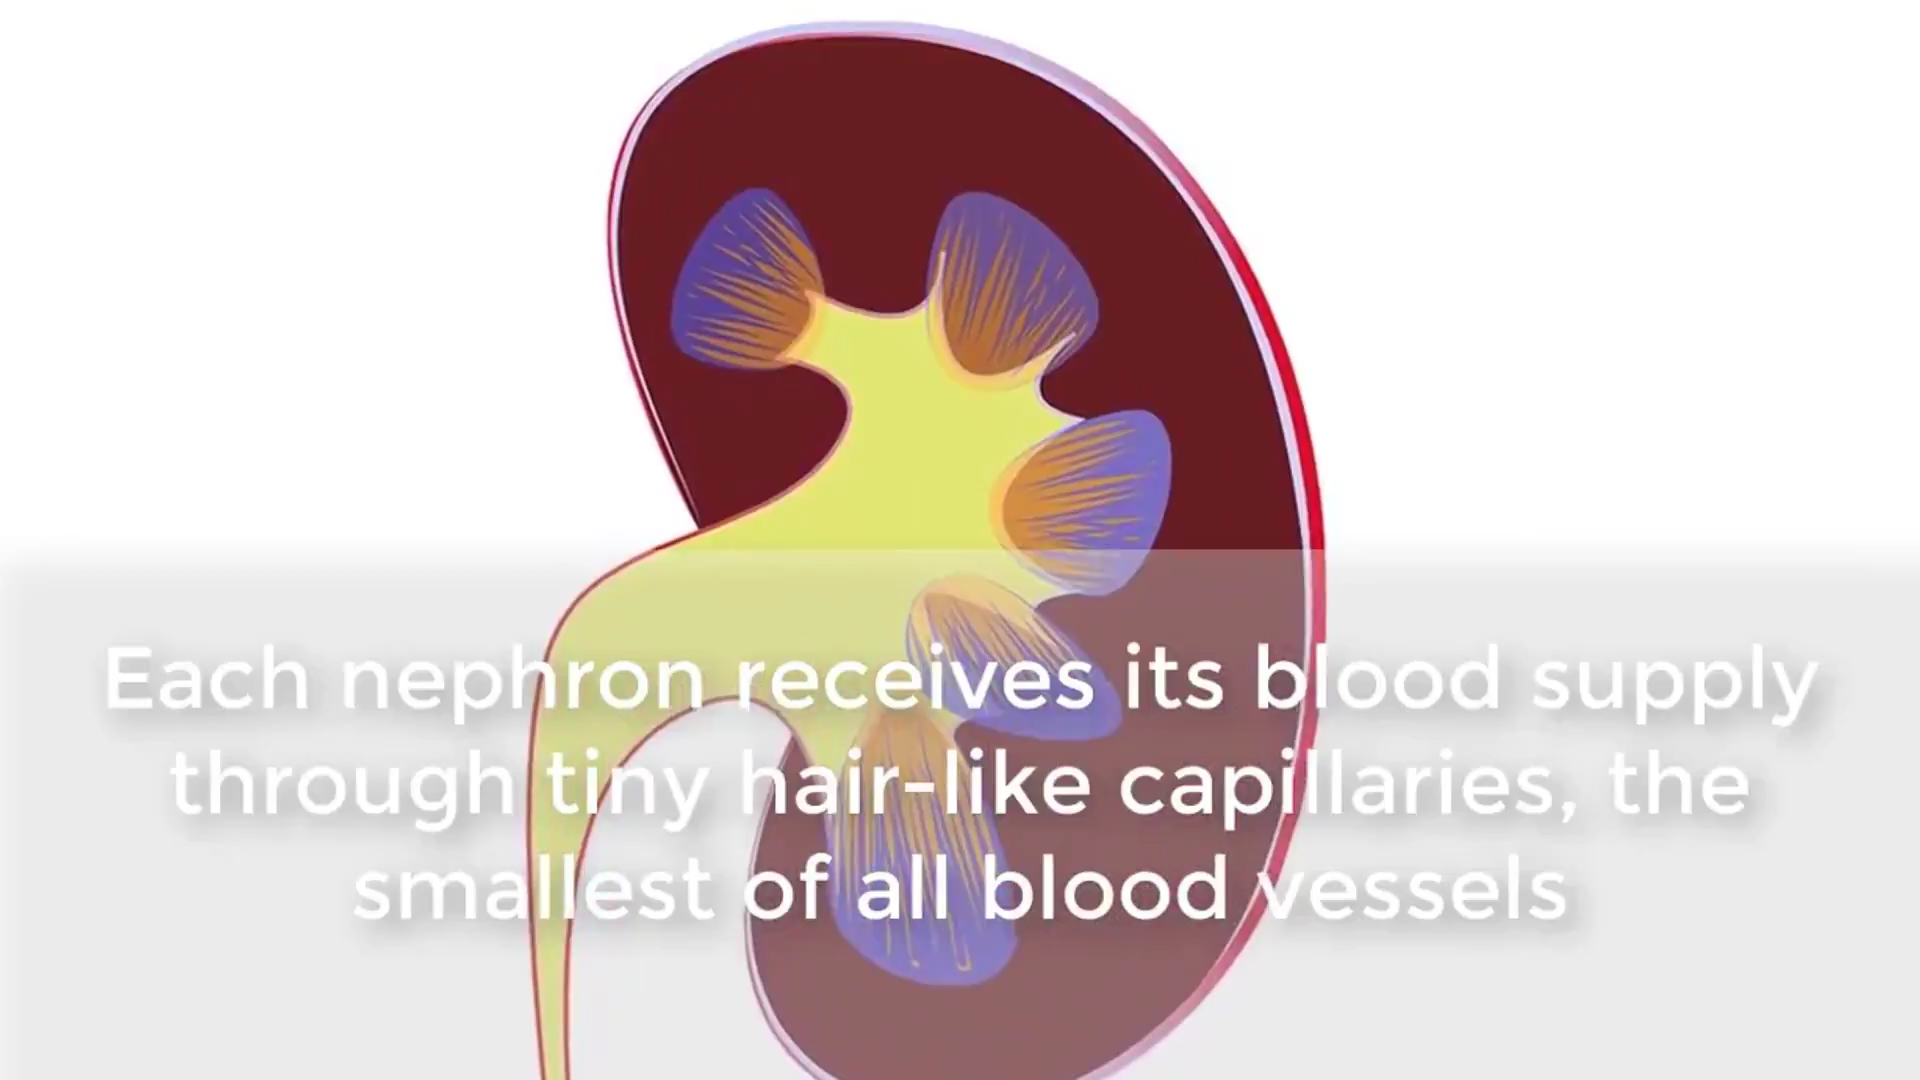 Each nephron receives its blood supply
through tiny hair-like capillaries, the
smallest of all blood vessels